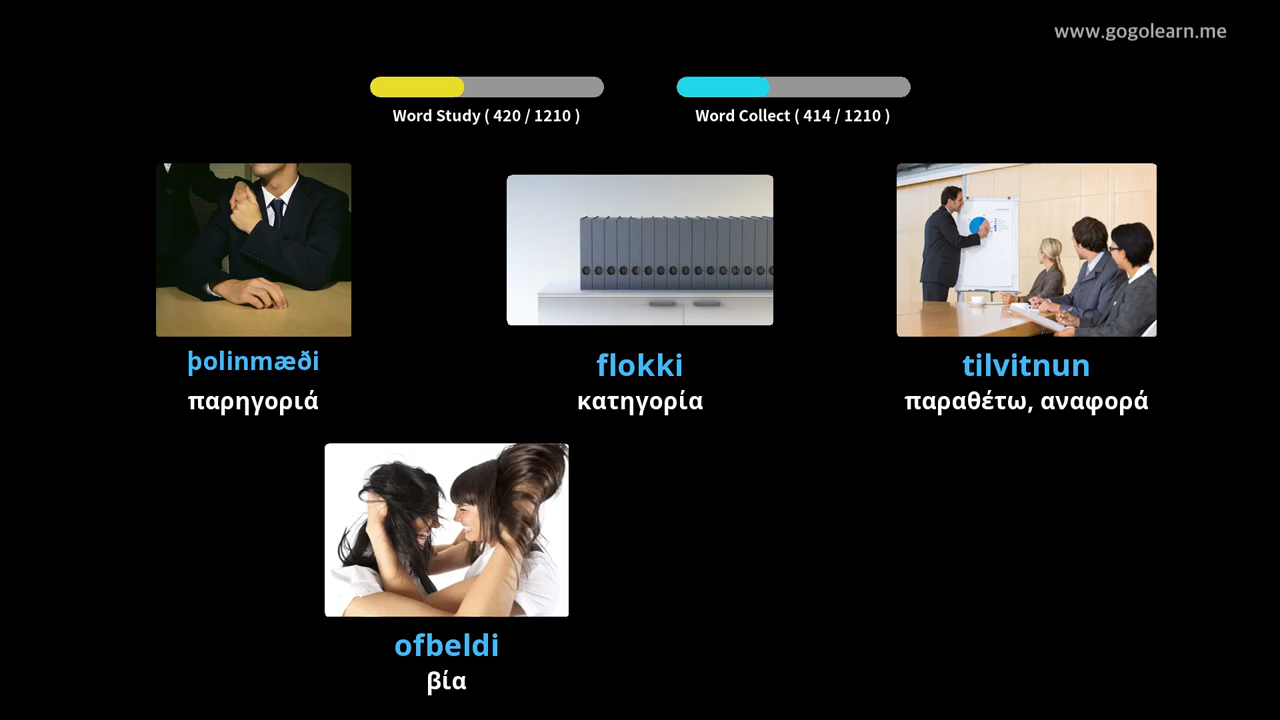 www.gogolearn.me
Word Study ( 420 / 1210 )
Word Collect ( 414 / 1210 )
þolinmæði
παρηγοριά
flokki
κατηγορία
tilvitnun
παραθέτω, αναφορά
ofbeldi
βία